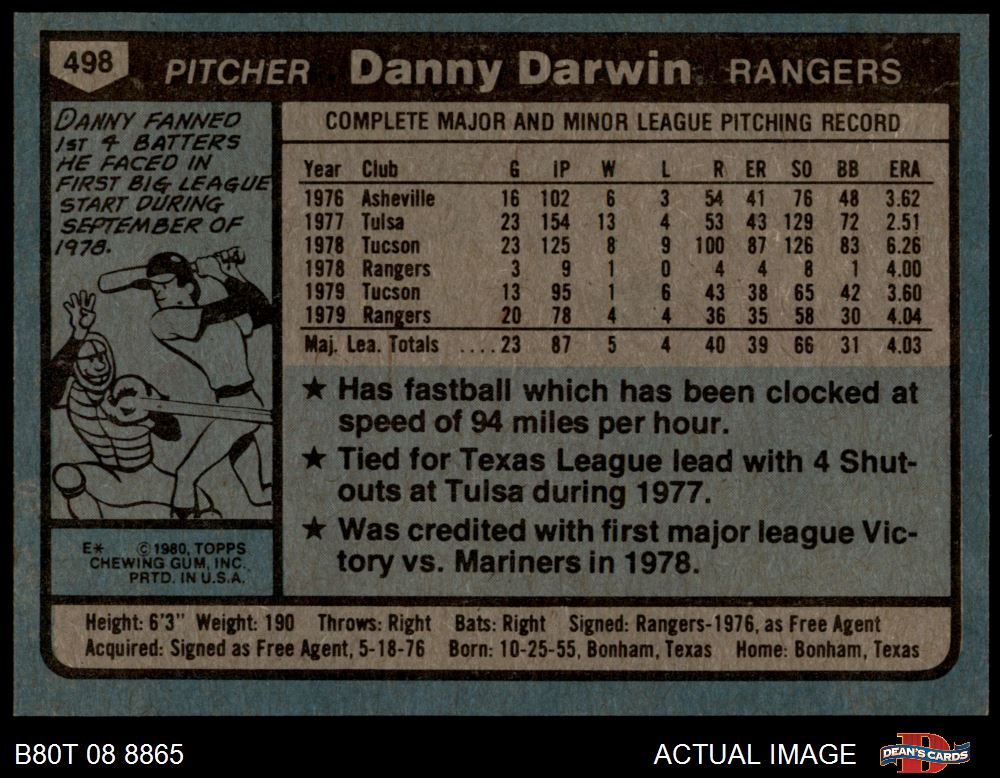 498 PITCHER Danny Darwin RANGERS
DANNY FANNED
1ST 4 BATTERS
HE FACED IN
FIRST BIG LEAGUE
START DURING
SEPTEMBER OF
1978.
COMPLETE MAJOR AND MINOR LEAGUE PITCHING RECORD
Year Club G IP W L R ER SO BB ERA
1976 Asheville 16 102 6 3 54 41 76 48 3.62
1977 Tulsa 23 154 13 4 53 43 129 72 2.51
1978 Tucson 23 125 8 9 100 87 126 83 6.26
1978 Rangers 3 9 1 0 4 4 8 1 4.00
1979 Tucson 13 95 1 6 43 38 65 42 3.60
1979 Rangers 20 78 4 4 36 35 58 30 4.04
Maj. Lea. Totals ....23 87 5 4 40 39 66 31 4.03
★ Has fastball which has been clocked at
speed of 94 miles per hour.
★ Tied for Texas League lead with 4 Shut-
outs at Tulsa during 1977.
★ Was credited with first major league Vic-
tory vs. Mariners in 1978.
E* © 1980, TOPPS
CHEWING GUM, INC.
PRTD. IN U.S.A.
Height: 6'3" Weight: 190 Throws: Right Bats: Right Signed: Rangers-1976, as Free Agent
Acquired: Signed as Free Agent, 5-18-76 Born: 10-25-55, Bonham, Texas Home: Bonham, Texas
B80T 08 8865 ACTUAL IMAGE DEAN'S CARDS